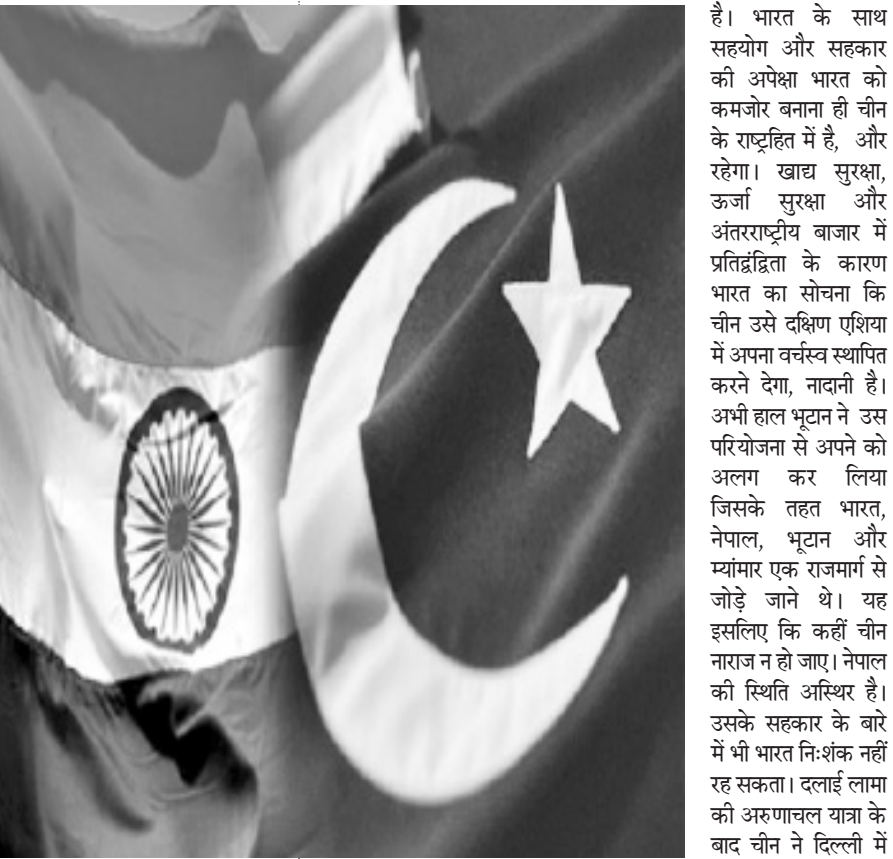 है। भारत के साथ
सहयोग और सहकार
की अपेक्षा भारत को
कमजोर बनाना ही चीन
के राष्ट्रहित में है, और
रहेगा। खाद्य सुरक्षा,
ऊर्जा सुरक्षा और
अंतरराष्ट्रीय बाजार में
प्रतिद्वंद्विता के कारण
भारत का सोचना कि
चीन उसे दक्षिण एशिया
में अपना वर्चस्व स्थापित
करने देगा, नादानी है।
अभी हाल भूटान ने उस
परियोजना से अपने को
अलग कर लिया
जिसके तहत भारत,
नेपाल, भूटान और
म्यांमार एक राजमार्ग से
जोड़े जाने थे। यह
इसलिए कि कहीं चीन
नाराज न हो जाए। नेपाल
की स्थिति अस्थिर है।
उसके सहकार के बारे
में भी भारत निःशंक नहीं
रह सकता। दलाई लामा
की अरुणाचल यात्रा के
बाद चीन ने दिल्ली में